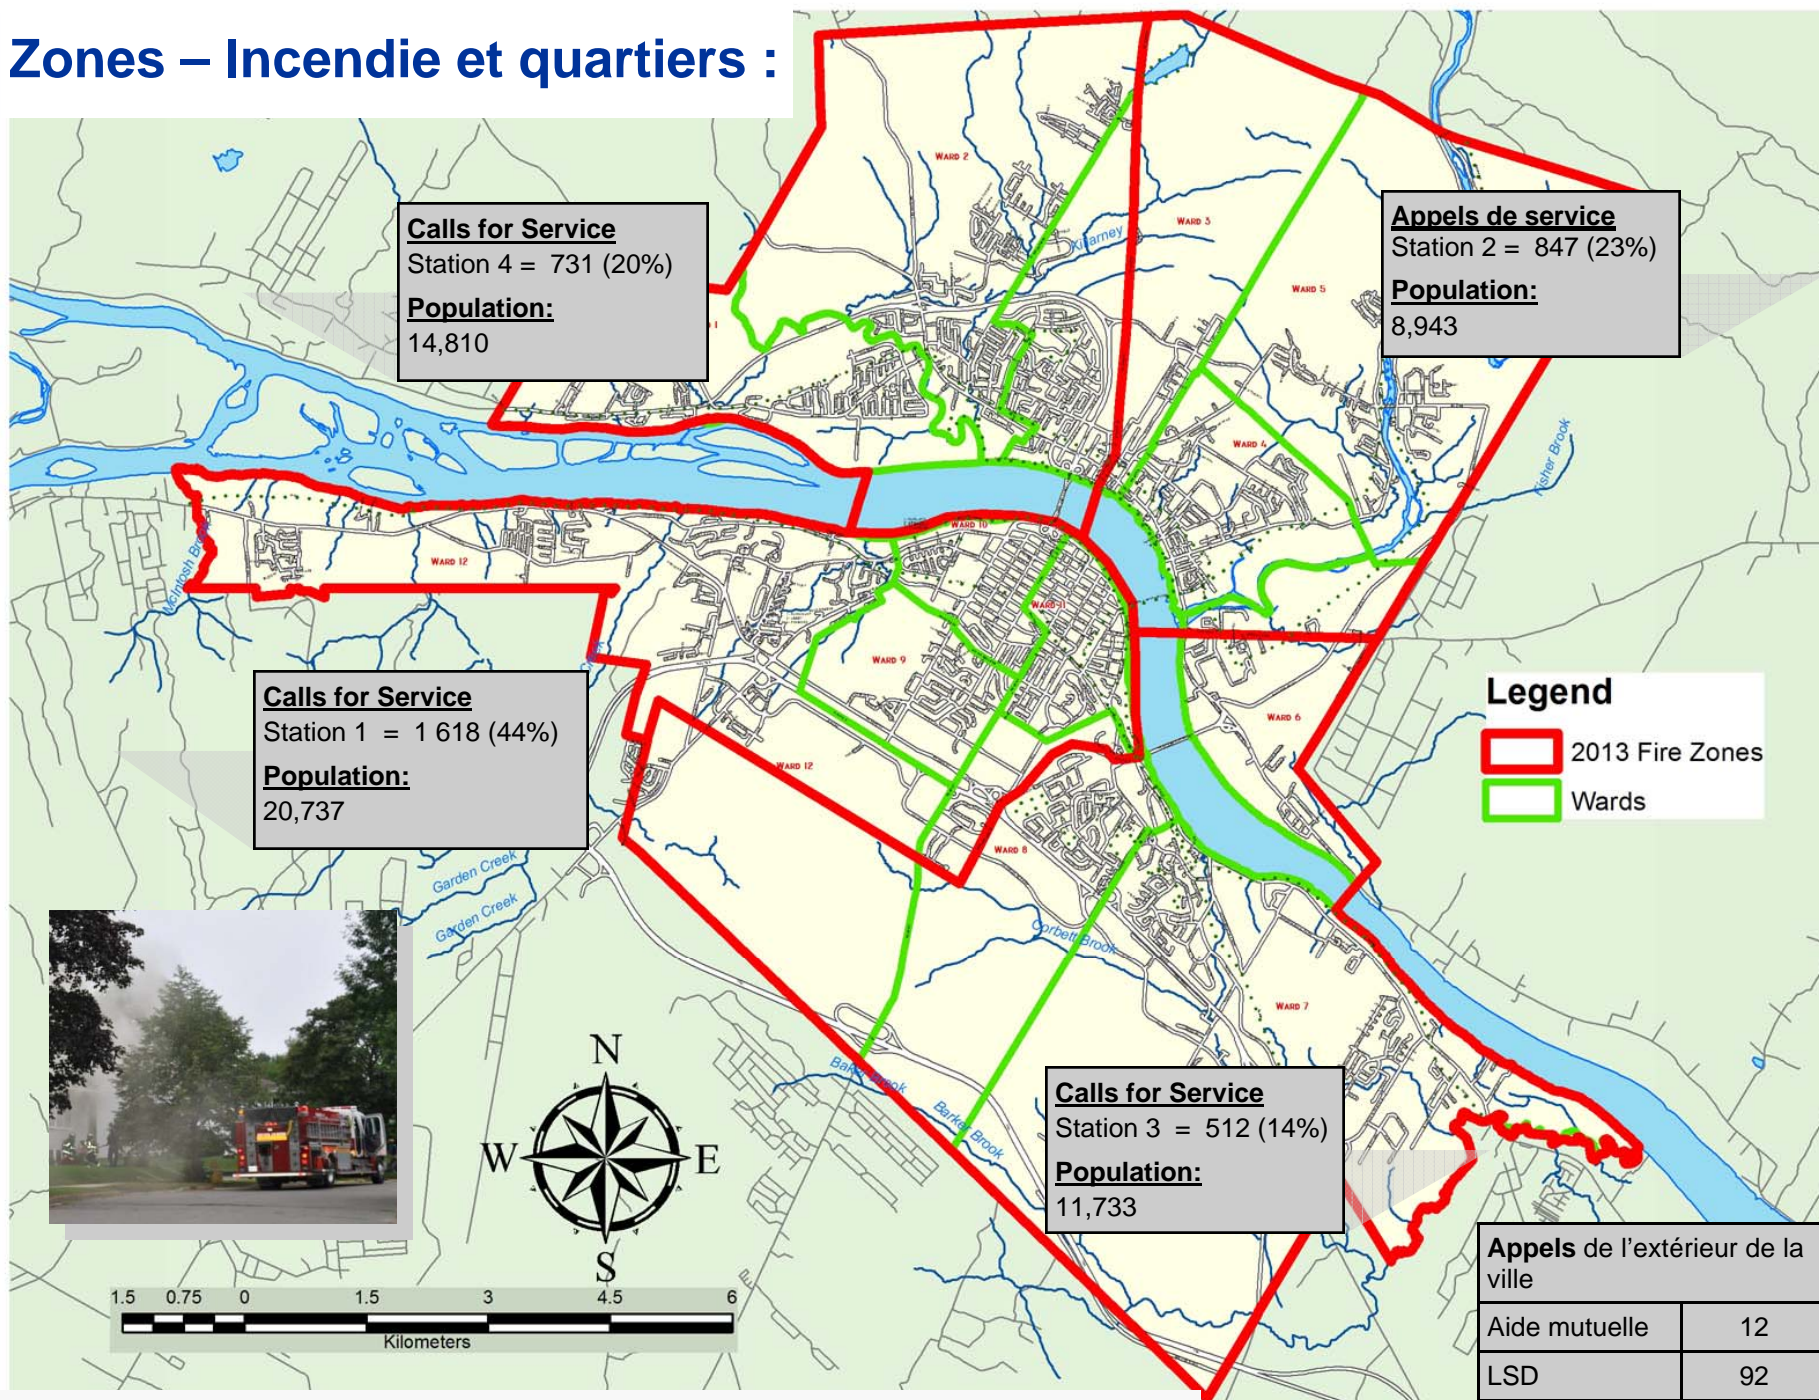 Zones – Incendie et quartiers :
WARD 2
Calls for Service
Station 4 = 731 (20%)
Population:
14,810
Appels de service
Station 2 = 847 (23%)
Population:
8,943
WARD 3
Killarney
WARD 5
WARD 4
Fisher Brook
WARD 10
WARD 12
McIntosh Brook
WARD 11
WARD 9
Creek
Calls for Service
Station 1 = 1 618 (44%)
Population:
20,737
WARD 6
Legend
2013 Fire Zones
Wards
WARD 12
WARD 8
Garden Creek
Garden Creek
Corbett Brook
WARD 7
Baker Brook
Barker Brook
Calls for Service
Station 3 = 512 (14%)
Population:
11,733
N
W
E
S
1.5 0.75 0 1.5 3 4.5 6
Kilometers
Appels de l'extérieur de la
ville
Aide mutuelle 12
LSD 92